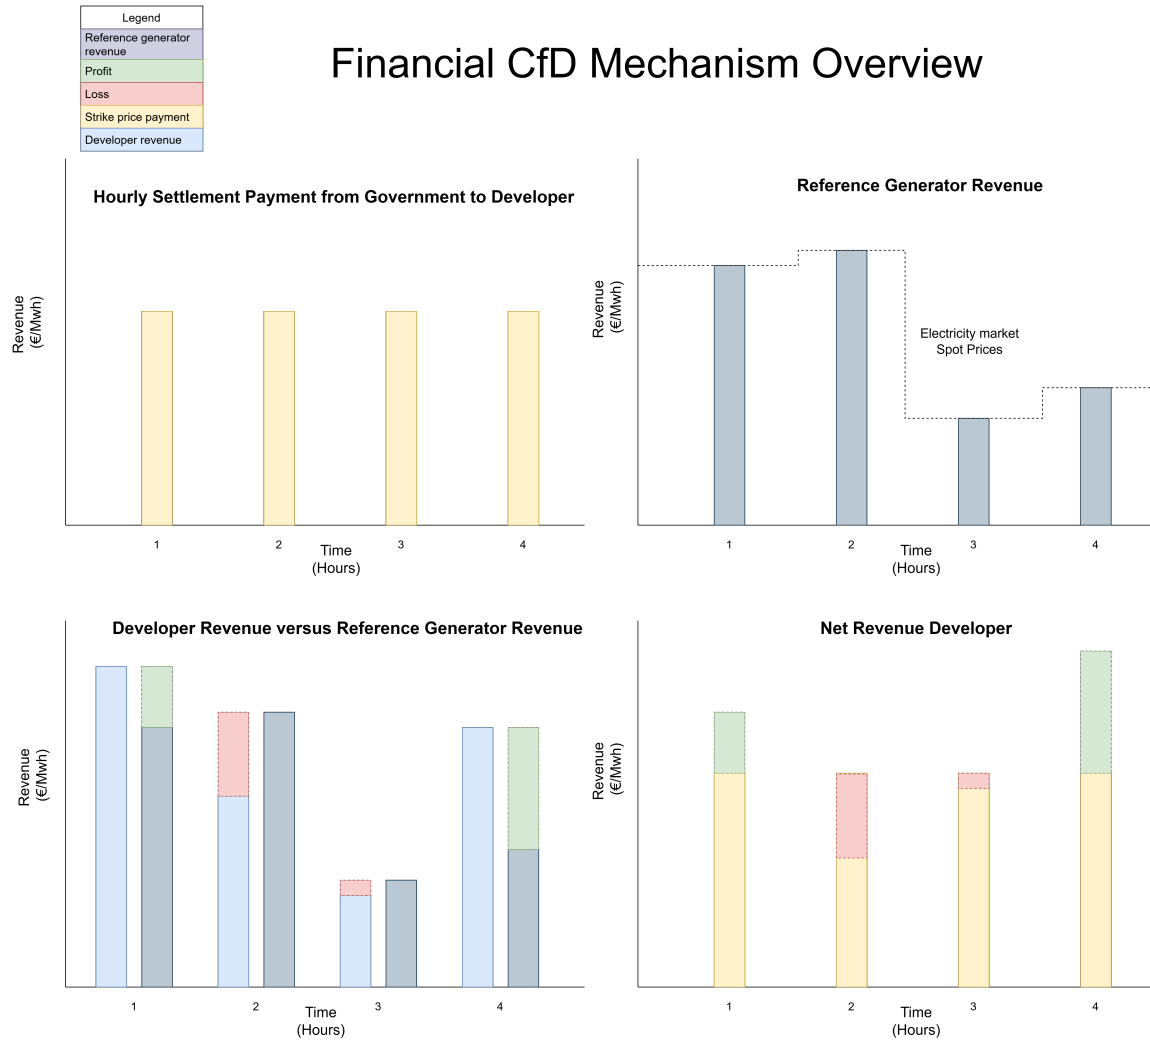 Legend
Reference generator
revenue
Profit
Loss
Strike price payment
Developer revenue
Financial CfD Mechanism Overview
Hourly Settlement Payment from Government to Developer
Revenue
(€/Mwh)
1
2
3
4
Time
(Hours)
Reference Generator Revenue
Revenue
(€/Mwh)
Electricity market
Spot Prices
1
2
3
4
Time
(Hours)
Developer Revenue versus Reference Generator Revenue
Revenue
(€/Mwh)
1
2
3
4
Time
(Hours)
Net Revenue Developer
Revenue
(€/Mwh)
1
2
3
4
Time
(Hours)